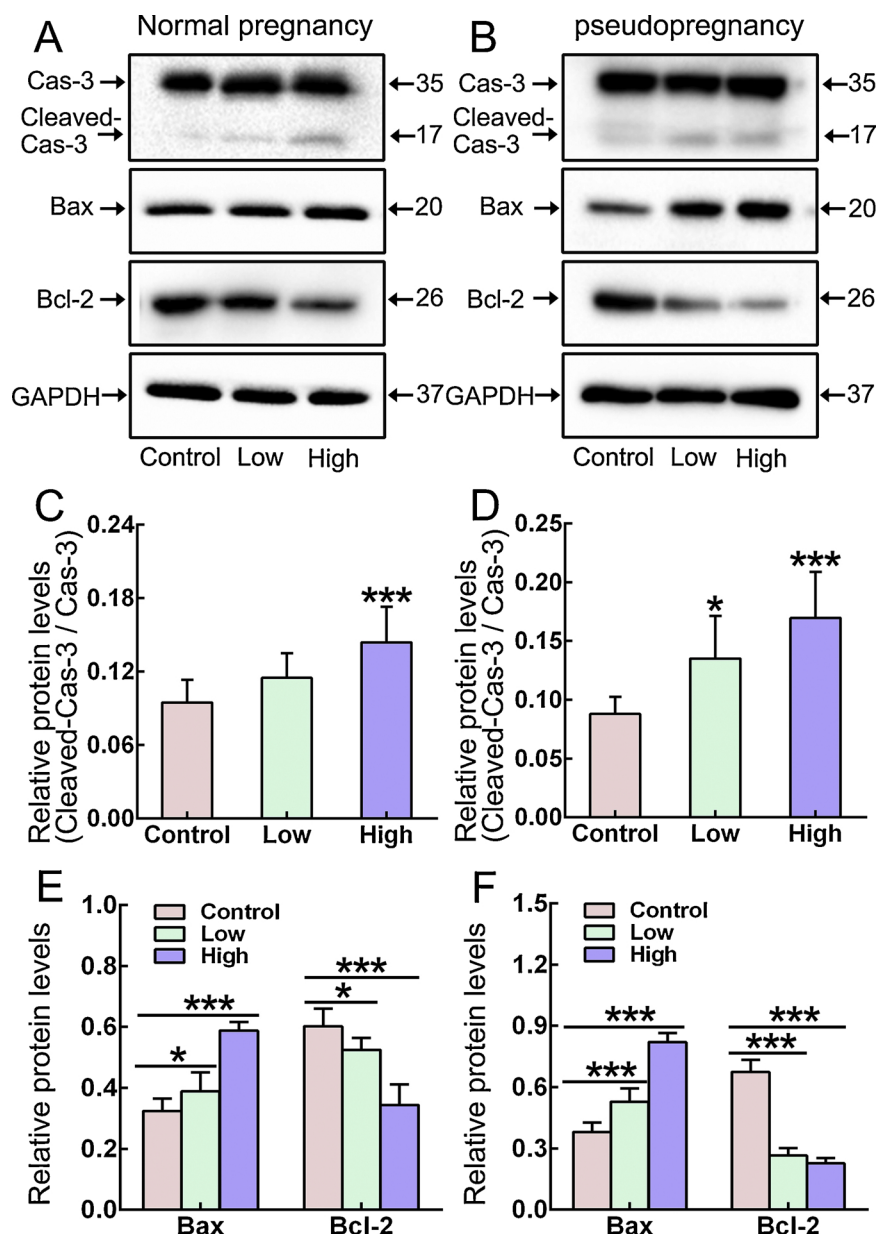 A Normal pregnancy
Cas-3 35
Cleaved-
Cas-3 17
Bax 20
Bcl-2 26
GAPDH 37
Control Low High
B pseudopregnancy
Cas-3 35
Cleaved-
Cas-3 17
Bax 20
Bcl-2 26
GAPDH 37
Control Low High
C
Relative protein levels
(Cleaved-Cas-3 / Cas-3)
0.24
0.18
0.12
0.06
0.00
***
Control Low High
D
Relative protein levels
(Cleaved-Cas-3 / Cas-3)
0.25
0.20
0.15
0.10
0.05
0.00
*
***
Control Low High
E
Relative protein levels
1.0
0.8
0.6
0.4
0.2
0.0
Control
Low
High
***
*
***
*
Bax Bcl-2
F
Relative protein levels
1.5
1.2
0.9
0.6
0.3
0.0
Control
Low
High
***
***
***
***
Bax Bcl-2